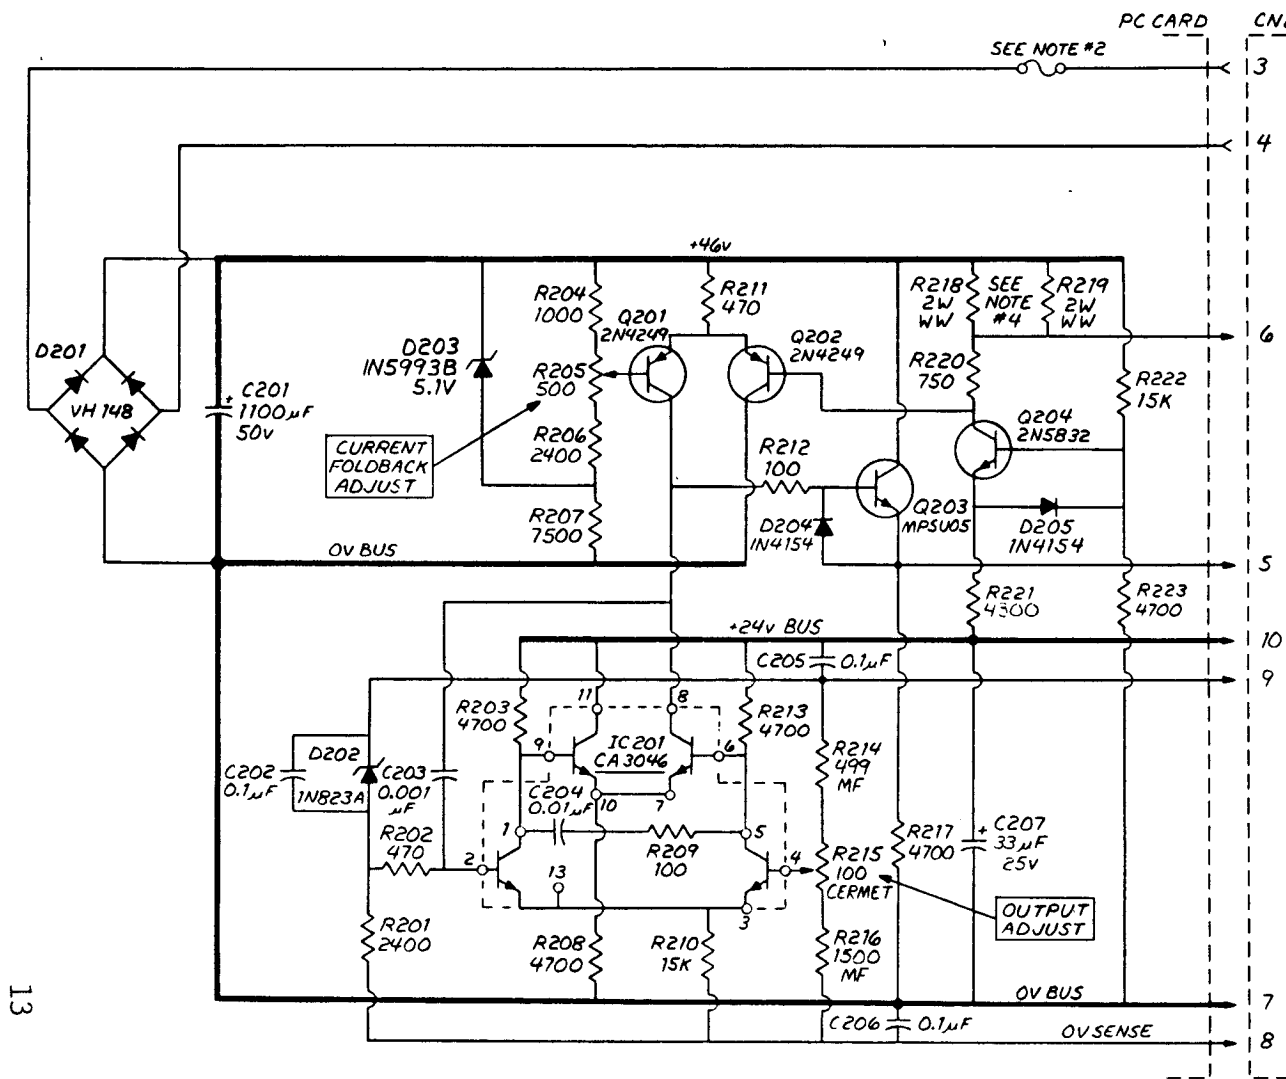 PC CARD
SEE NOTE #2
3
4
+46V
D201
VH 148
C201
+
1100 µF
50V
D203
1N5993B
5.1V
CURRENT
FOLDBACK
ADJUST
R204
1000
R205
500
R206
2400
R207
7500
Q201
2N4249
R211
470
Q202
2N4249
R212
100
D204
1N4154
Q203
MPSU05
R218
2W
WW
SEE
NOTE
#4
R219
2W
WW
6
R220
750
Q204
2N5832
R222
15K
D205
1N4154
0V BUS
5
R221
4300
R223
4700
+24V BUS
10
C205
0.1µF
9
R203
4700
11
8
R213
4700
9
IC201
CA3046
6
R214
499
MF
C202
0.1µF
D202
1N823A
C203
0.001
µF
C204
0.01µF
10
7
1
5
R202
470
2
R209
100
4
R215
100
CERMET
R217
4700
+
C207
33µF
25V
13
3
OUTPUT
ADJUST
R201
2400
R208
4700
R210
15K
R216
1500
MF
0V BUS
7
C206
0.1µF
0V SENSE
8
13